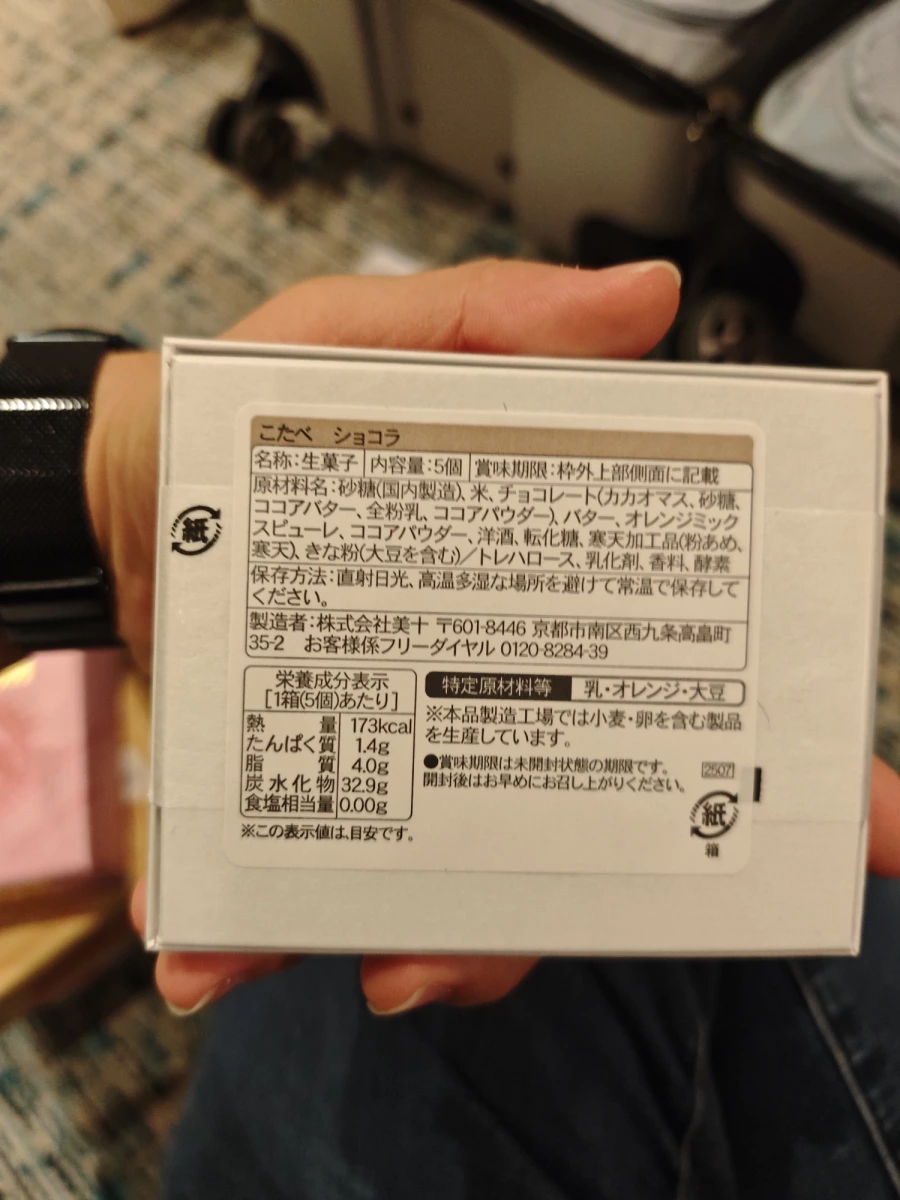 こたべ ショコラ
名称:生菓子 内容量:5個 賞味期限:枠外上部側面に記載
原材料名:砂糖(国内製造)、米、チョコレート(カカオマス、砂糖、
ココアバター、全粉乳、ココアパウダー)、バター、オレンジミック
スピューレ、ココアパウダー、洋酒、転化糖、寒天加工品(粉あめ、
寒天)、きな粉(大豆を含む)/トレハロース、乳化剤、香料、酵素
保存方法:直射日光、高温多湿な場所を避けて常温で保存して
ください。
製造者:株式会社美十 〒601-8446 京都市南区西九条高畠町
35-2 お客様係フリーダイヤル 0120-8284-39
栄養成分表示
[1箱(5個)あたり]
熱量 173kcal
たんぱく質 1.4g
脂質 4.0g
炭水化物 32.9g
食塩相当量 0.00g
※この表示値は、目安です。
特定原材料等 乳・オレンジ・大豆
※本品製造工場では小麦・卵を含む製品
を生産しています。
●賞味期限は未開封状態の期限です。
開封後はお早めにお召し上がりください。
2507
紙
箱
紙